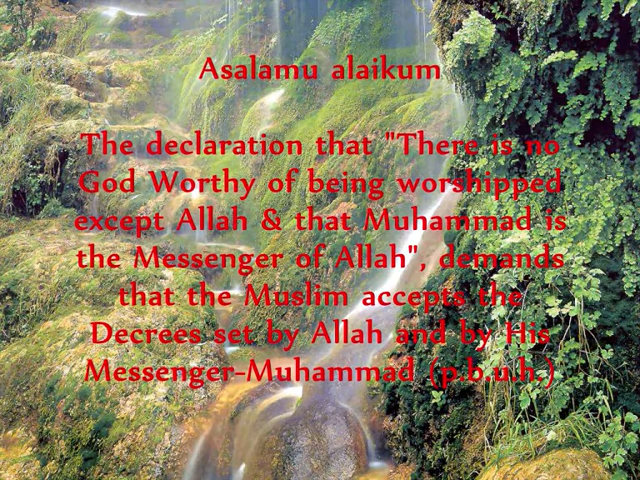 Asalamu alaikum
The declaration that "There is no
God Worthy of being worshipped
except Allah & that Muhammad is
the Messenger of Allah", demands
that the Muslim accepts the
Decrees set by Allah and by His
Messenger-Muhammad (p.b.u.h.)